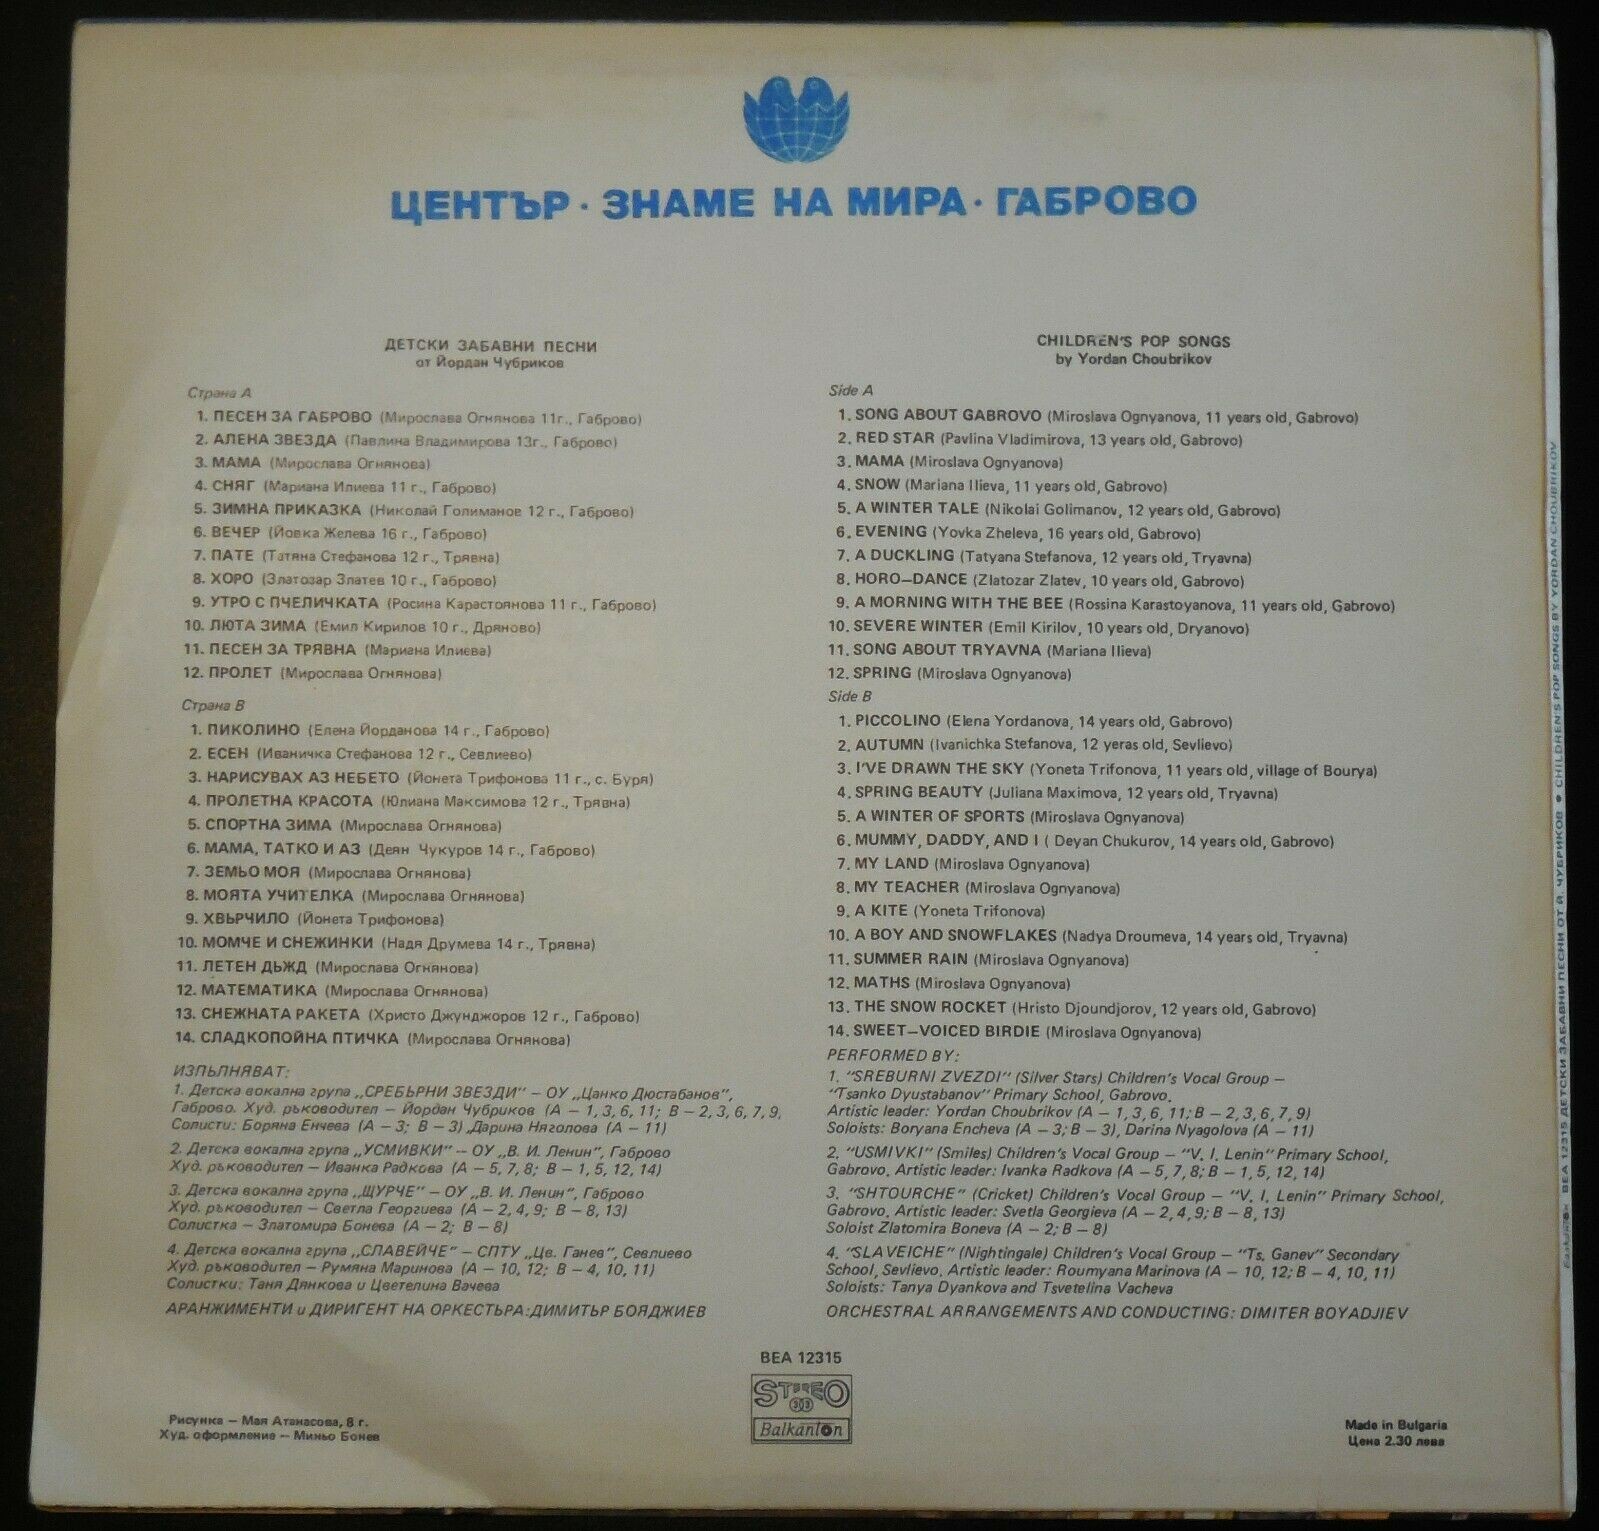 ЦЕНТЪР · ЗНАМЕ НА МИРА · ГАБРОВО
ДЕТСКИ ЗАБАВНИ ПЕСНИ
от Йордан Чубриков
Страна А
1. ПЕСЕН ЗА ГАБРОВО (Мирослава Огнянова 11г., Габрово)
2. АЛЕНА ЗВЕЗДА (Павлина Владимирова 13г., Габрово)
3. МАМА (Мирослава Огнянова)
4. СНЯГ (Мариана Илиева 11 г., Габрово)
5. ЗИМНА ПРИКАЗКА (Николай Голиманов 12 г., Габрово)
6. ВЕЧЕР (Йовка Желева 16 г., Габрово)
7. ПАТЕ (Татяна Стефанова 12 г., Трявна)
8. ХОРО (Златозар Златев 10 г., Габрово)
9. УТРО С ПЧЕЛИЧКАТА (Росина Карастоянова 11 г., Габрово)
10. ЛЮТА ЗИМА (Емил Кирилов 10 г., Дряново)
11. ПЕСЕН ЗА ТРЯВНА (Мариана Илиева)
12. ПРОЛЕТ (Мирослава Огнянова)
Страна В
1. ПИКОЛИНО (Елена Йорданова 14 г., Габрово)
2. ЕСЕН (Иваничка Стефанова 12 г., Севлиево)
3. НАРИСУВАХ АЗ НЕБЕТО (Йонета Трифонова 11 г., с. Буря)
4. ПРОЛЕТНА КРАСОТА (Юлиана Максимова 12 г., Трявна)
5. СПОРТНА ЗИМА (Мирослава Огнянова)
6. МАМА, ТАТКО И АЗ (Деян Чукуров 14 г., Габрово)
7. ЗЕМЬО МОЯ (Мирослава Огнянова)
8. МОЯТА УЧИТЕЛКА (Мирослава Огнянова)
9. ХВЪРЧИЛО (Йонета Трифонова)
10. МОМЧЕ И СНЕЖИНКИ (Надя Друмева 14 г., Трявна)
11. ЛЕТЕН ДЪЖД (Мирослава Огнянова)
12. МАТЕМАТИКА (Мирослава Огнянова)
13. СНЕЖНАТА РАКЕТА (Христо Джунджоров 12 г., Габрово)
14. СЛАДКОПОЙНА ПТИЧКА (Мирослава Огнянова)
ИЗПЪЛНЯВАТ:
1. Детска вокална група „СРЕБЪРНИ ЗВЕЗДИ" – ОУ „Цанко Дюстабанов",
Габрово. Худ. ръководител – Йордан Чубриков (А – 1, 3, 6, 11; В – 2, 3, 6, 7, 9,
Солисти: Боряна Енчева (А – 3; В – 3) ,Дарина Няголова (А – 11)
2. Детска вокална група „УСМИВКИ" – ОУ „В. И. Ленин", Габрово
Худ. ръководител – Иванка Радкова (А – 5, 7, 8; В – 1, 5, 12, 14)
3. Детска вокална група „ЩУРЧЕ" – ОУ „В. И. Ленин", Габрово
Худ. ръководител – Светла Георгиева (А – 2, 4, 9; В – 8, 13)
Солистка – Златомира Бонева (А – 2; В – 8)
4. Детска вокална група „СЛАВЕЙЧЕ" – СПТУ „Цв. Ганев", Севлиево
Худ. ръководител – Румяна Маринова (А – 10, 12; В – 4, 10, 11)
Солистки: Таня Дянкова и Цветелина Вачева
АРАНЖИМЕНТИ и ДИРИГЕНТ НА ОРКЕСТЪРА:ДИМИТЪР БОЯДЖИЕВ
CHILDREN'S POP SONGS
by Yordan Choubrikov
Side A
1. SONG ABOUT GABROVO (Miroslava Ognyanova, 11 years old, Gabrovo)
2. RED STAR (Pavlina Vladimirova, 13 years old, Gabrovo)
3. MAMA (Miroslava Ognyanova)
4. SNOW (Mariana Ilieva, 11 years old, Gabrovo)
5. A WINTER TALE (Nikolai Golimanov, 12 years old, Gabrovo)
6. EVENING (Yovka Zheleva, 16 years old, Gabrovo)
7. A DUCKLING (Tatyana Stefanova, 12 years old, Tryavna)
8. HORO–DANCE (Zlatozar Zlatev, 10 years old, Gabrovo)
9. A MORNING WITH THE BEE (Rossina Karastoyanova, 11 years old, Gabrovo)
10. SEVERE WINTER (Emil Kirilov, 10 years old, Dryanovo)
11. SONG ABOUT TRYAVNA (Mariana Ilieva)
12. SPRING (Miroslava Ognyanova)
Side B
1. PICCOLINO (Elena Yordanova, 14 years old, Gabrovo)
2. AUTUMN (Ivanichka Stefanova, 12 yeras old, Sevlievo)
3. I'VE DRAWN THE SKY (Yoneta Trifonova, 11 years old, village of Bourya)
4. SPRING BEAUTY (Juliana Maximova, 12 years old, Tryavna)
5. A WINTER OF SPORTS (Miroslava Ognyanova)
6. MUMMY, DADDY, AND I ( Deyan Chukurov, 14 years old, Gabrovo)
7. MY LAND (Miroslava Ognyanova)
8. MY TEACHER (Miroslava Ognyanova)
9. A KITE (Yoneta Trifonova)
10. A BOY AND SNOWFLAKES (Nadya Droumeva, 14 years old, Tryavna)
11. SUMMER RAIN (Miroslava Ognyanova)
12. MATHS (Miroslava Ognyanova)
13. THE SNOW ROCKET (Hristo Djoundjorov, 12 years old, Gabrovo)
14. SWEET–VOICED BIRDIE (Miroslava Ognyanova)
PERFORMED BY:
1. "SREBURNI ZVEZDI" (Silver Stars) Children's Vocal Group –
"Tsanko Dyustabanov" Primary School, Gabrovo.
Artistic leader: Yordan Choubrikov (A – 1, 3, 6, 11; B – 2, 3, 6, 7, 9)
Soloists: Boryana Encheva (A – 3; B – 3), Darina Nyagolova (A – 11)
2. "USMIVKI" (Smiles) Children's Vocal Group – "V. I. Lenin" Primary School,
Gabrovo. Artistic leader: Ivanka Radkova (A – 5, 7, 8; B – 1, 5, 12, 14)
3. "SHTOURCHE" (Cricket) Children's Vocal Group – "V. I. Lenin" Primary School,
Gabrovo, Artistic leader: Svetla Georgieva (A – 2, 4, 9; B – 8, 13)
Soloist Zlatomira Boneva (A – 2; B – 8)
4. "SLAVEICHE" (Nightingale) Children's Vocal Group – "Ts. Ganev" Secondary
School, Sevlievo. Artistic leader: Roumyana Marinova (A – 10, 12; B – 4, 10, 11)
Soloists: Tanya Dyankova and Tsvetelina Vacheva
ORCHESTRAL ARRANGEMENTS AND CONDUCTING: DIMITER BOYADJIEV
ВЕА 12315
STEREO
303
Balkanton
Рисунка – Мая Атанасова, 8 г.
Худ. оформление – Миньо Бонев
Made in Bulgaria
Цена 2.30 лева
Balkanton ВЕА 12315 ДЕТСКИ ЗАБАВНИ ПЕСНИ ОТ Й. ЧУБРИКОВ ● CHILDREN'S POP SONGS BY YORDAN CHOUBRIKOV